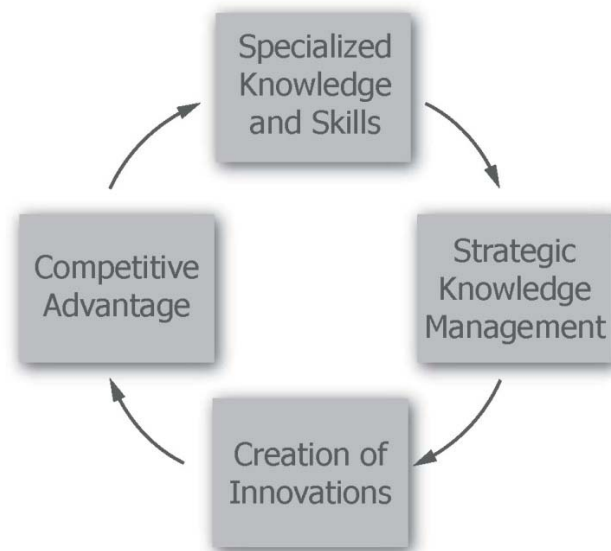 Specialized
Knowledge
and Skills
Strategic
Knowledge
Management
Creation of
Innovations
Competitive
Advantage